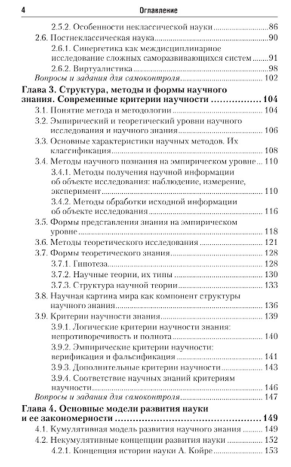 4 Оглавление
2.5.2. Особенности неклассической науки ............ 86
2.6. Постнеклассическая наука ............ 90
2.6.1. Синергетика как междисциплинарное
исследование сложных саморазвивающихся систем ...... 91
2.6.2. Виртуалистика ............ 98
Вопросы и задания для самоконтроля ............ 102
Глава 3. Структура, методы и формы научного
знания. Современные критерии научности ............ 104
3.1. Понятие метода и методологии ............ 104
3.2. Эмпирический и теоретический уровни научного
исследования и научного знания ............ 106
3.3. Основные характеристики научных методов. Их
классификация ............ 108
3.4. Методы научного познания на эмпирическом уровне ... 110
3.4.1. Методы получения научной информации
об объекте исследования: наблюдение, измерение,
эксперимент ............ 110
3.4.2. Методы обработки исходной информации
об объекте исследования ............ 116
3.5. Формы представления знания на эмпирическом
уровне ............ 118
3.6. Методы теоретического исследования ............ 121
3.7. Формы теоретического знания ............ 128
3.7.1. Гипотеза ............ 128
3.7.2. Научные теории, их типы ............ 130
3.7.3. Структура научной теории ............ 133
3.8. Научная картина мира как компонент структуры
научного знания ............ 136
3.9. Критерии научности знания ............ 139
3.9.1. Логические критерии научности знания:
непротиворечивость и полнота ............ 140
3.9.2. Эмпирические критерии научности:
верификация и фальсификация ............ 141
3.9.3. Дополнительные критерии научности ............ 143
3.9.4. Соответствие научных знаний критериям
научности ............ 146
Вопросы и задания для самоконтроля ............ 147
Глава 4. Основные модели развития науки
и ее закономерности ............ 149
4.1. Кумулятивная модель развития научного знания ...... 149
4.2. Некумулятивные концепции развития науки ............ 152
4.2.1. Концепция истории науки А. Койре ............ 153